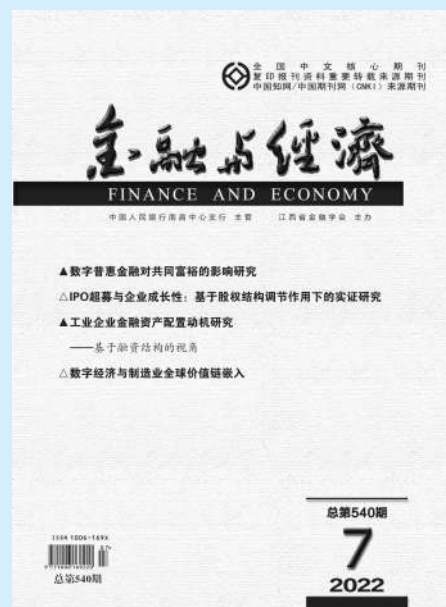 全国中文核心期刊
复印报刊资料重要转载来源期刊
中国知网/中国期刊网（CNKI）来源期刊
金融与经济
FINANCE AND ECONOMY
中国人民银行南昌中心支行 主管 江西省金融学会 主办
▲数字普惠金融对共同富裕的影响研究
△IPO超募与企业成长性：基于股权结构调节作用下的实证研究
▲工业企业金融资产配置动机研究
——基于融资结构的视角
△数字经济与制造业全球价值链嵌入
总第540期
7
2022
ISSN 1006-169X
07>
总第540期